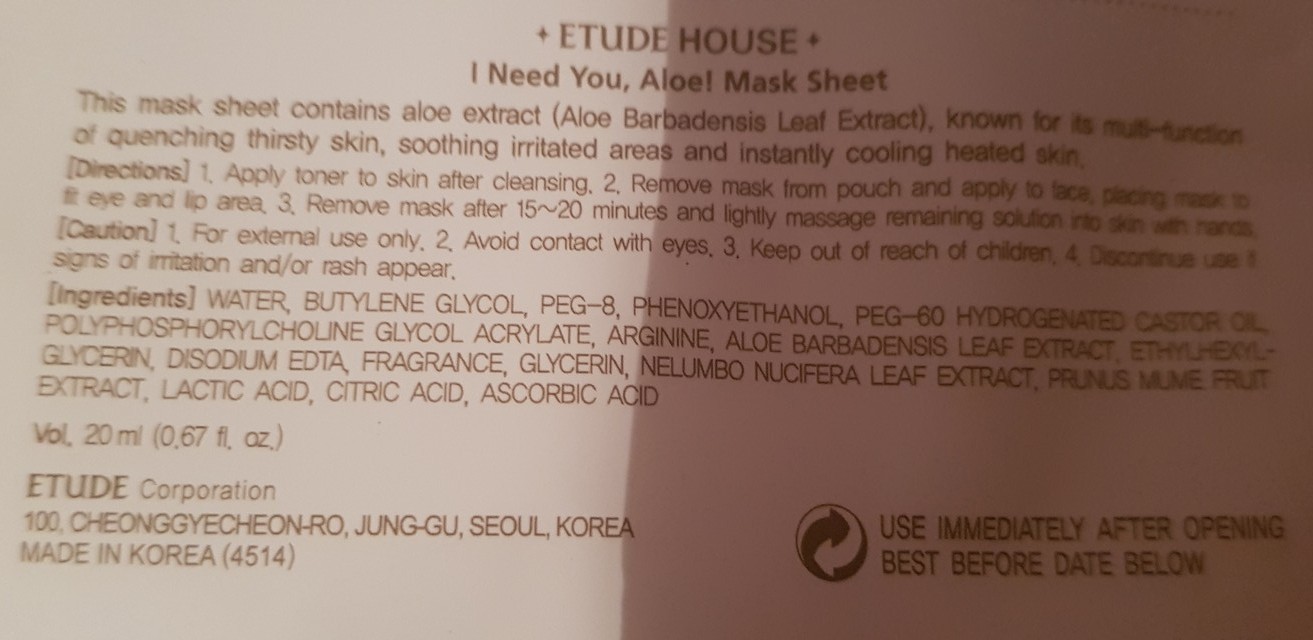 ✦ ETUDE HOUSE ✦
I Need You, Aloe! Mask Sheet
This mask sheet contains aloe extract (Aloe Barbadensis Leaf Extract), known for its multi-function
of quenching thirsty skin, soothing irritated areas and instantly cooling heated skin.
[Directions] 1. Apply toner to skin after cleansing. 2. Remove mask from pouch and apply to face, placing mask to
fit eye and lip area. 3. Remove mask after 15~20 minutes and lightly massage remaining solution into skin with hands.
[Caution] 1. For external use only. 2. Avoid contact with eyes. 3. Keep out of reach of children. 4. Discontinue use if
signs of irritation and/or rash appear.
[Ingredients] WATER, BUTYLENE GLYCOL, PEG-8, PHENOXYETHANOL, PEG-60 HYDROGENATED CASTOR OIL,
POLYPHOSPHORYLCHOLINE GLYCOL ACRYLATE, ARGININE, ALOE BARBADENSIS LEAF EXTRACT, ETHYLHEXYL-
GLYCERIN, DISODIUM EDTA, FRAGRANCE, GLYCERIN, NELUMBO NUCIFERA LEAF EXTRACT, PRUNUS MUME FRUIT
EXTRACT, LACTIC ACID, CITRIC ACID, ASCORBIC ACID
Vol. 20 ml (0.67 fl. oz.)
ETUDE Corporation
100, CHEONGGYECHEON-RO, JUNG-GU, SEOUL, KOREA
MADE IN KOREA (4514)
USE IMMEDIATELY AFTER OPENING
BEST BEFORE DATE BELOW